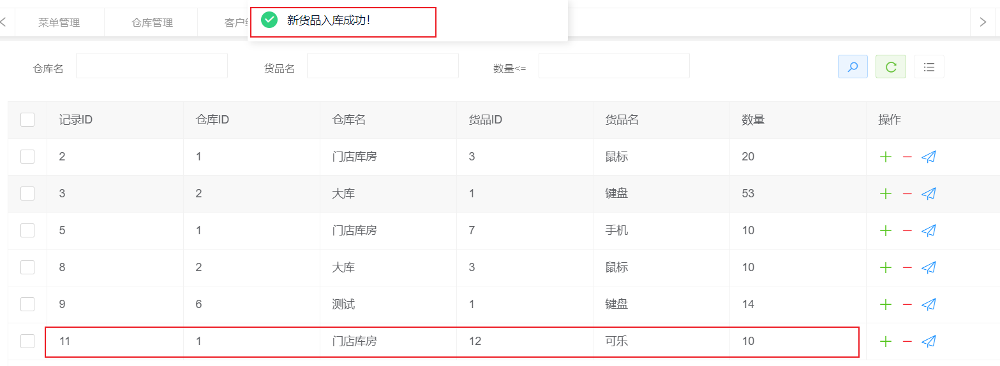 新货品入库成功!
菜单管理 仓库管理 客户
仓库名 货品名 数量<=
记录ID 仓库ID 仓库名 货品ID 货品名 数量 操作
2 1 门店库房 3 鼠标 20
3 2 大库 1 键盘 53
5 1 门店库房 7 手机 10
8 2 大库 3 鼠标 10
9 6 测试 1 键盘 14
11 1 门店库房 12 可乐 10